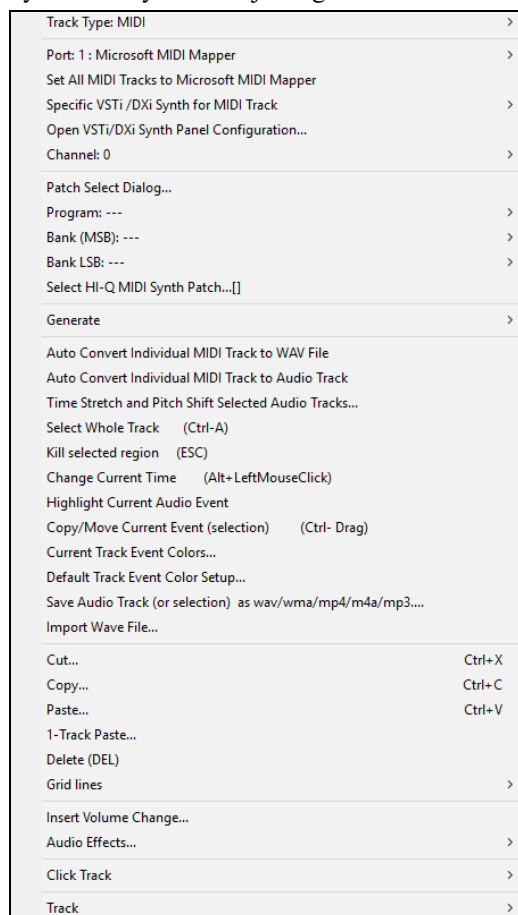 Track Type: MIDI >
Port: 1 : Microsoft MIDI Mapper >
Set All MIDI Tracks to Microsoft MIDI Mapper
Specific VSTi /DXi Synth for MIDI Track >
Open VSTi/DXi Synth Panel Configuration...
Channel: 0 >
Patch Select Dialog...
Program: --- >
Bank (MSB): --- >
Bank LSB: --- >
Select HI-Q MIDI Synth Patch...[]
Generate >
Auto Convert Individual MIDI Track to WAV File
Auto Convert Individual MIDI Track to Audio Track
Time Stretch and Pitch Shift Selected Audio Tracks...
Select Whole Track (Ctrl-A)
Kill selected region (ESC)
Change Current Time (Alt+LeftMouseClick)
Highlight Current Audio Event
Copy/Move Current Event (selection) (Ctrl- Drag)
Current Track Event Colors...
Default Track Event Color Setup...
Save Audio Track (or selection) as wav/wma/mp4/m4a/mp3....
Import Wave File...
Cut... Ctrl+X
Copy... Ctrl+C
Paste... Ctrl+V
1-Track Paste...
Delete (DEL)
Grid lines >
Insert Volume Change...
Audio Effects... >
Click Track >
Track >